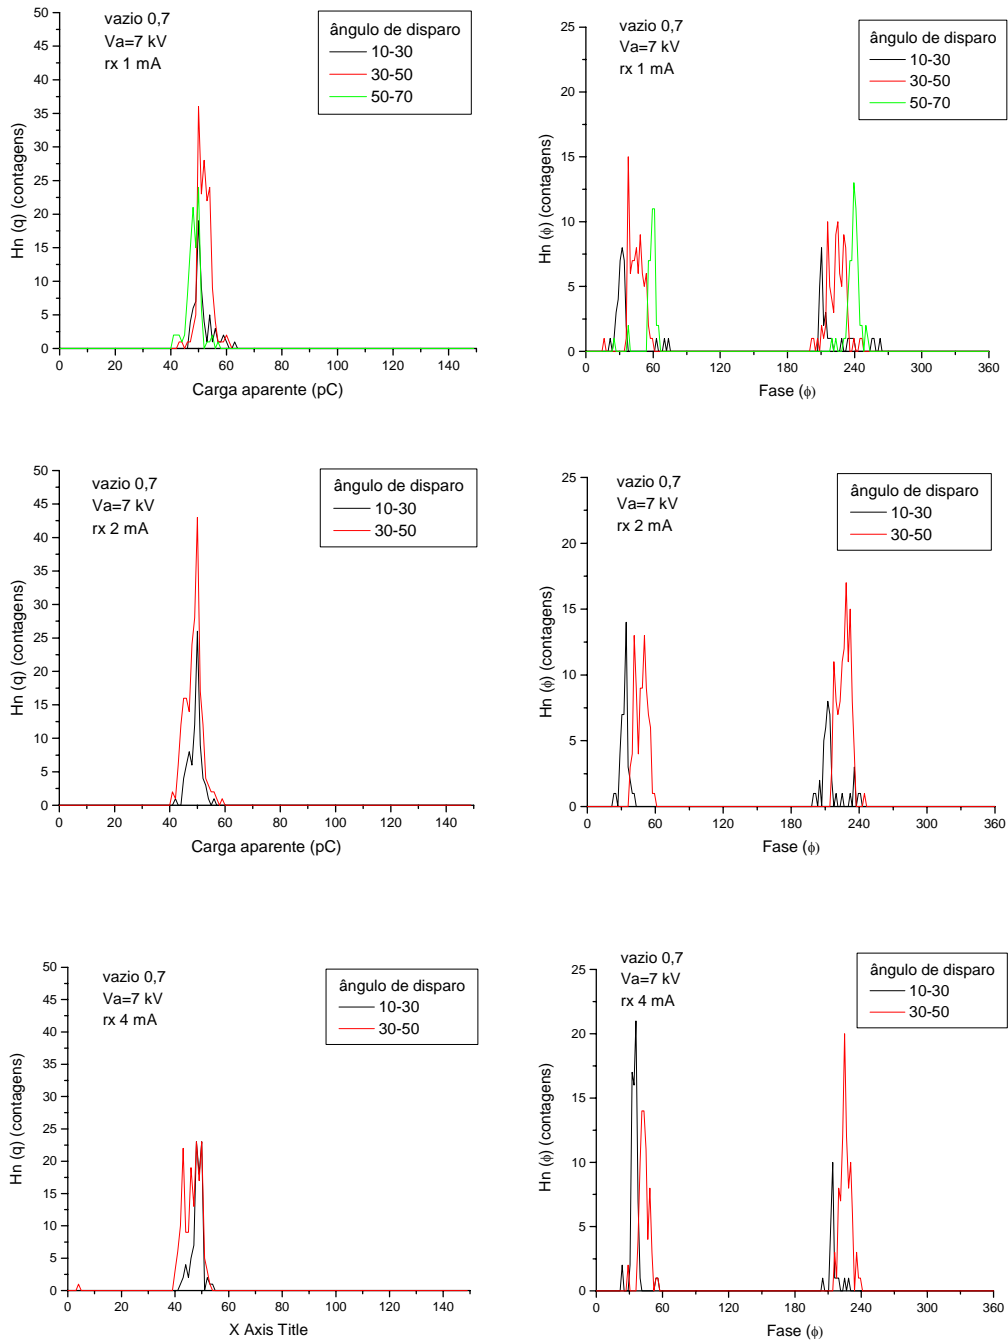 vazio 0,7
Va=7 kV
rx 1 mA
ângulo de disparo
10-30
30-50
50-70
Hn (q) (contagens)
50
45
40
35
30
25
20
15
10
5
0
0 20 40 60 80 100 120 140
Carga aparente (pC)
vazio 0,7
Va=7 kV
rx 1 mA
ângulo de disparo
10-30
30-50
50-70
Hn (ϕ) (contagens)
25
20
15
10
5
0
0 60 120 180 240 300 360
Fase (ϕ)
vazio 0,7
Va=7 kV
rx 2 mA
ângulo de disparo
10-30
30-50
Hn (q) (contagens)
50
45
40
35
30
25
20
15
10
5
0
0 20 40 60 80 100 120 140
Carga aparente (pC)
vazio 0,7
Va=7 kV
rx 2 mA
ângulo de disparo
10-30
30-50
Hn (ϕ) (contagens)
25
20
15
10
5
0
0 60 120 180 240 300 360
Fase (ϕ)
vazio 0,7
Va=7 kV
rx 4 mA
ângulo de disparo
10-30
30-50
Hn (q) (contagens)
50
45
40
35
30
25
20
15
10
5
0
0 20 40 60 80 100 120 140
X Axis Title
vazio 0,7
Va=7 kV
rx 4 mA
ângulo de disparo
10-30
30-50
Hn (ϕ) (contagens)
25
20
15
10
5
0
0 60 120 180 240 300 360
Fase (ϕ)